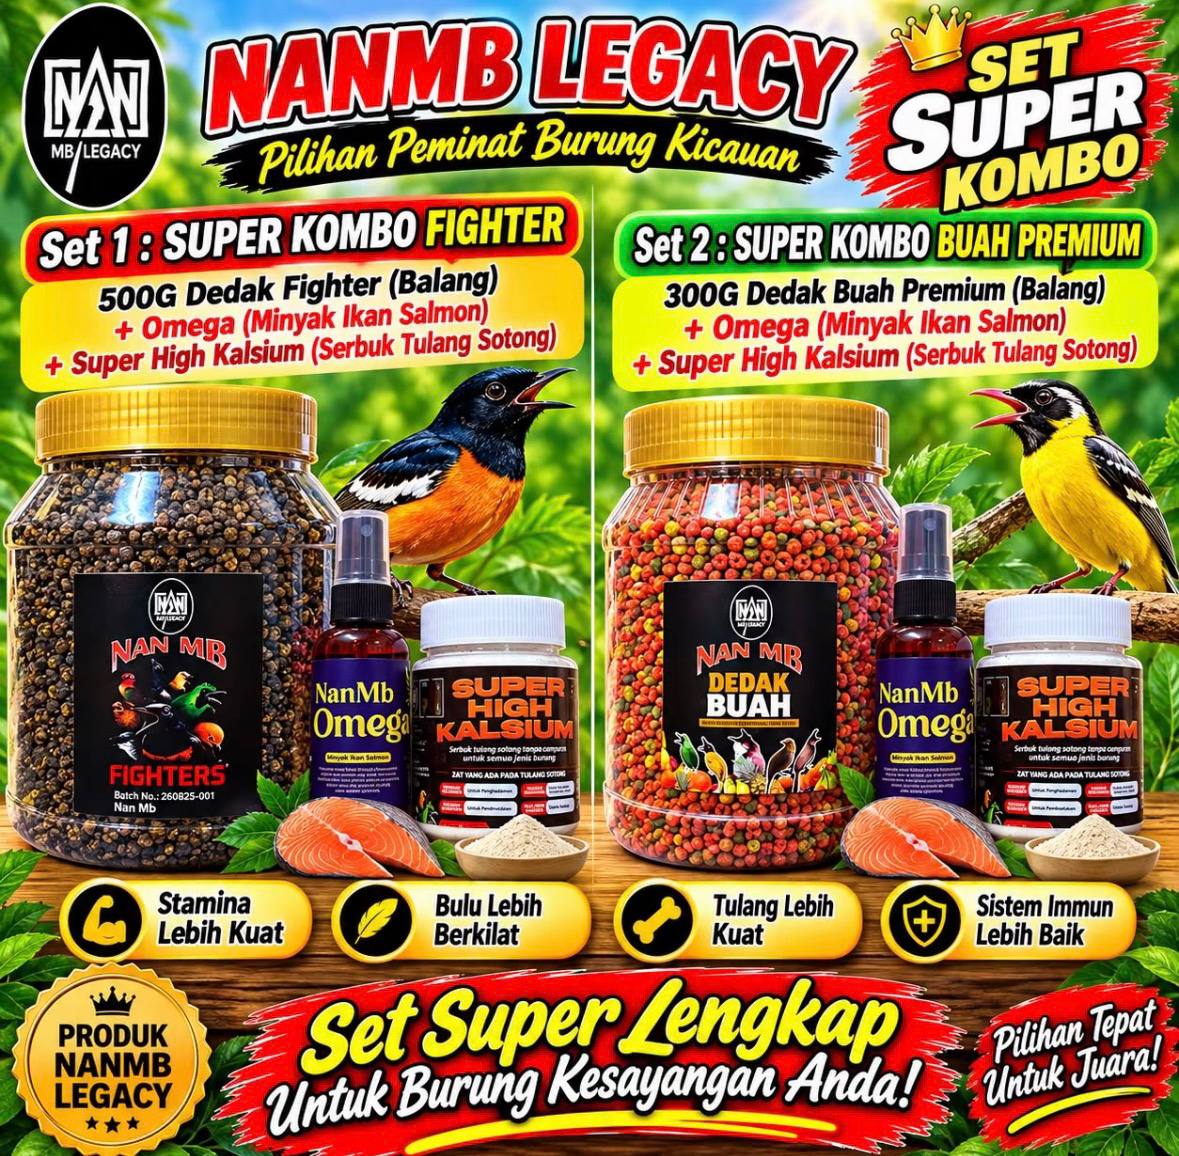 NAN
MB LEGACY
NANMB LEGACY
Pilihan Peminat Burung Kicauan
SET
SUPER
KOMBO
Set 1 : SUPER KOMBO FIGHTER
500G Dedak Fighter (Balang)
+ Omega (Minyak Ikan Salmon)
+ Super High Kalsium (Serbuk Tulang Sotong)
Set 2 : SUPER KOMBO BUAH PREMIUM
300G Dedak Buah Premium (Balang)
+ Omega (Minyak Ikan Salmon)
+ Super High Kalsium (Serbuk Tulang Sotong)
NAN
MB LEGACY
NAN MB
FIGHTERS
Batch No.: 260825-001
Nan Mb
NanMb
Omega
Minyak Ikan Salmon
SUPER
HIGH
KALSIUM
Serbuk tulang sotong tanpa campuran
untuk semua jenis burung
ZAT YANG ADA PADA TULANG SOTONG
NAN
MB LEGACY
NAN MB
DEDAK
BUAH
NanMb
Omega
Minyak Ikan Salmon
SUPER
HIGH
KALSIUM
Serbuk tulang sotong tanpa campuran
untuk semua jenis burung
ZAT YANG ADA PADA TULANG SOTONG
Stamina
Lebih Kuat
Bulu Lebih
Berkilat
Tulang Lebih
Kuat
Sistem Imun
Lebih Baik
PRODUK
NANMB
LEGACY
Set Super Lengkap
Untuk Burung Kesayangan Anda!
Pilihan Tepat
Untuk Juara!